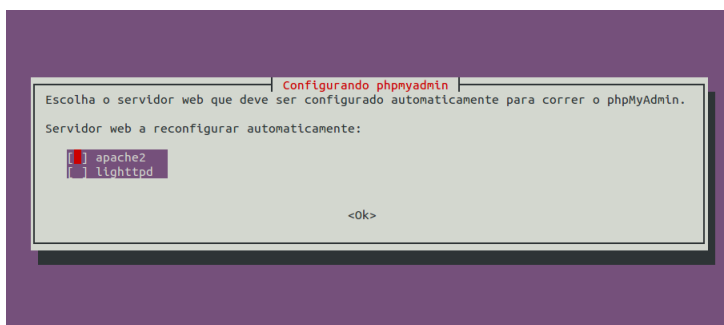 Configurando phpmyadmin
Escolha o servidor web que deve ser configurado automaticamente para correr o phpMyAdmin.
Servidor web a reconfigurar automaticamente:
[ ] apache2
[ ] lighttpd
<Ok>